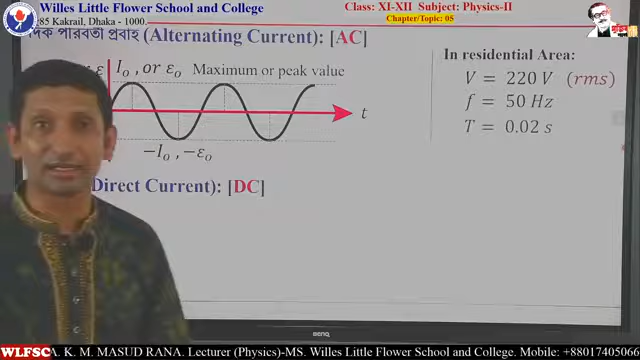 Willes Little Flower School and College
85 Kakrail, Dhaka - 1000.
Class: XI-XII Subject: Physics-II
Chapter/Topic: 05
পারবর্তী প্রবাহ (Alternating Current): [AC]
I₀ , or ε₀ Maximum or peak value
t
−I₀ , −ε₀
Direct Current): [DC]
In residential Area:
V = 220 V (rms)
f = 50 Hz
T = 0.02 s
BENQ
WLFSC
A. K. M. MASUD RANA. Lecturer (Physics)-MS. Willes Little Flower School and College. Mobile: +88017405066